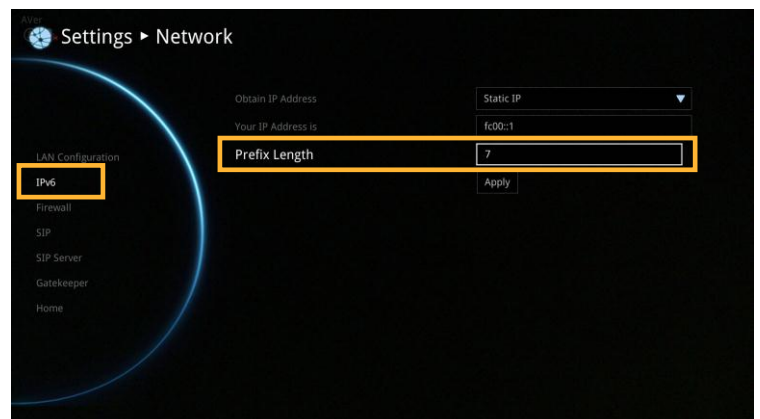 AVer
Settings ► Network
Obtain IP Address
Static IP ▼
Your IP Address is
fc00::1
LAN Configuration
Prefix Length
7
IPv6
Apply
Firewall
SIP
SIP Server
Gatekeeper
Home